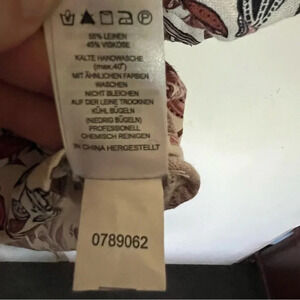 55% LEINEN
45% VISKOSE
KALTE HANDWÄSCHE
(max.40°)
MIT ÄHNLICHEN FARBEN
WASCHEN
NICHT BLEICHEN
AUF DER LEINE TROCKNEN
KÜHL BÜGELN
(NIEDRIG BÜGELN)
PROFESSIONELL
CHEMISCH REINIGEN
IN CHINA HERGESTELLT
0789062